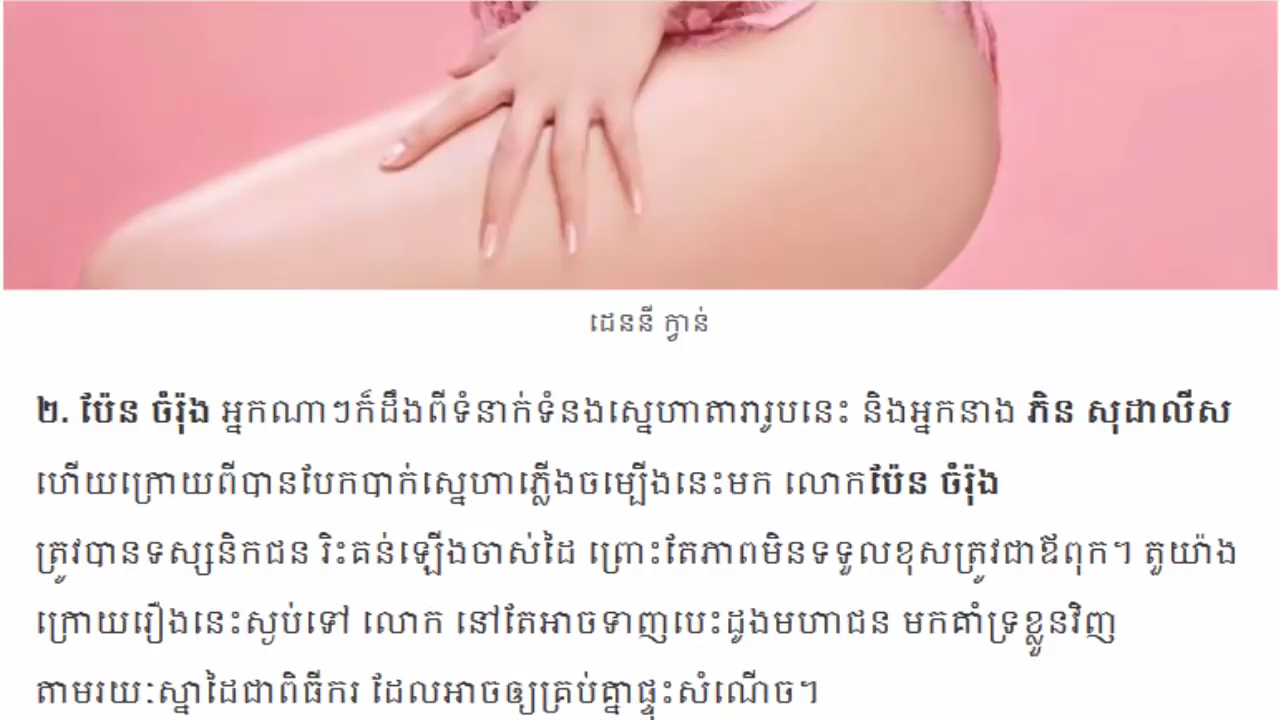 ដេននី ក្វាន់
២. ប៉ែន ចំរ៉ុង អ្នកណាៗក៏ដឹងពីទំនាក់ទំនងស្នេហាតារារូបនេះ និងអ្នកនាង ភិន សុដាលីស
ហើយក្រោយពីបានបែកបាក់ស្នេហាភ្លើងចម្បើងនេះមក លោកប៉ែន ចំរ៉ុង
ត្រូវបានទស្សនិកជន រិះគន់ឡើងចាស់ដៃ ព្រោះតែភាពមិនទទួលខុសត្រូវជាឪពុក។ តួយ៉ាង
ក្រោយរឿងនេះស្ងប់ទៅ លោក នៅតែអាចទាញបេះដូងមហាជន មកគាំទ្រខ្លួនវិញ
តាមរយៈស្នាដៃជាពិធីករ ដែលអាចឲ្យគ្រប់គ្នាផ្ទុះសំណើច។